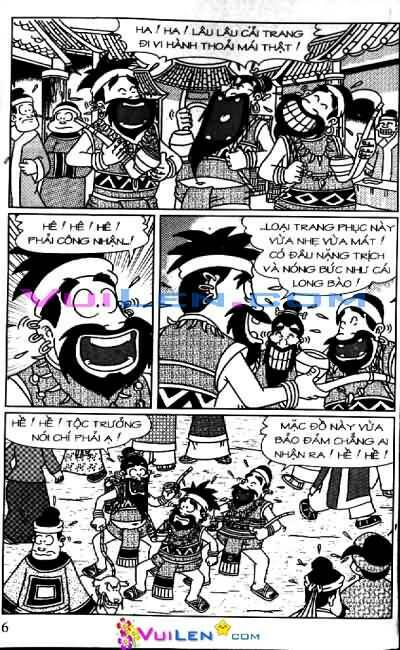 HA! HA! LÂU LÂU CẢI TRANG
ĐI VI HÀNH THOẢI MÁI THẬT!
HÊ! HÊ! HÊ!
PHẢI CÔNG NHẬN..!
..LOẠI TRANG PHỤC NÀY
VỪA NHẸ VỪA MÁT!
CÓ ĐÂU NẶNG TRỊCH
VÀ NÓNG BỨC NHƯ CÁI
LONG BÀO!
VUILEN.COM
HÊ! HÊ! TỘC TRƯỞNG
NÓI CHÍ PHẢI Ạ!
MẶC ĐỒ NÀY VỪA
BẢO ĐẢM CHẲNG AI
NHẬN RA! HÊ! HÊ!
6
VUILEN.COM